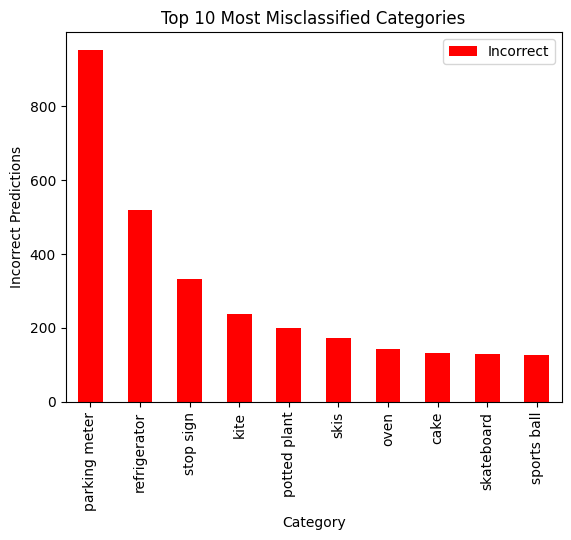 Top 10 Most Misclassified Categories
Incorrect
Incorrect Predictions
800
600
400
200
0
parking meter
refrigerator
stop sign
kite
potted plant
skis
oven
cake
skateboard
sports ball
Category